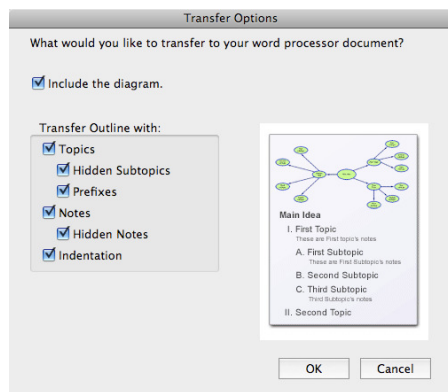 Transfer Options
What would you like to transfer to your word processor document?
Include the diagram.
Transfer Outline with:
Topics
Hidden Subtopics
Prefixes
Notes
Hidden Notes
Indentation
Main Idea
I. First Topic
These are First topic's notes
A. First Subtopic
These are First Subtopic's notes
B. Second Subtopic
C. Third Subtopic
Third Subtopic's notes
II. Second Topic
OK Cancel